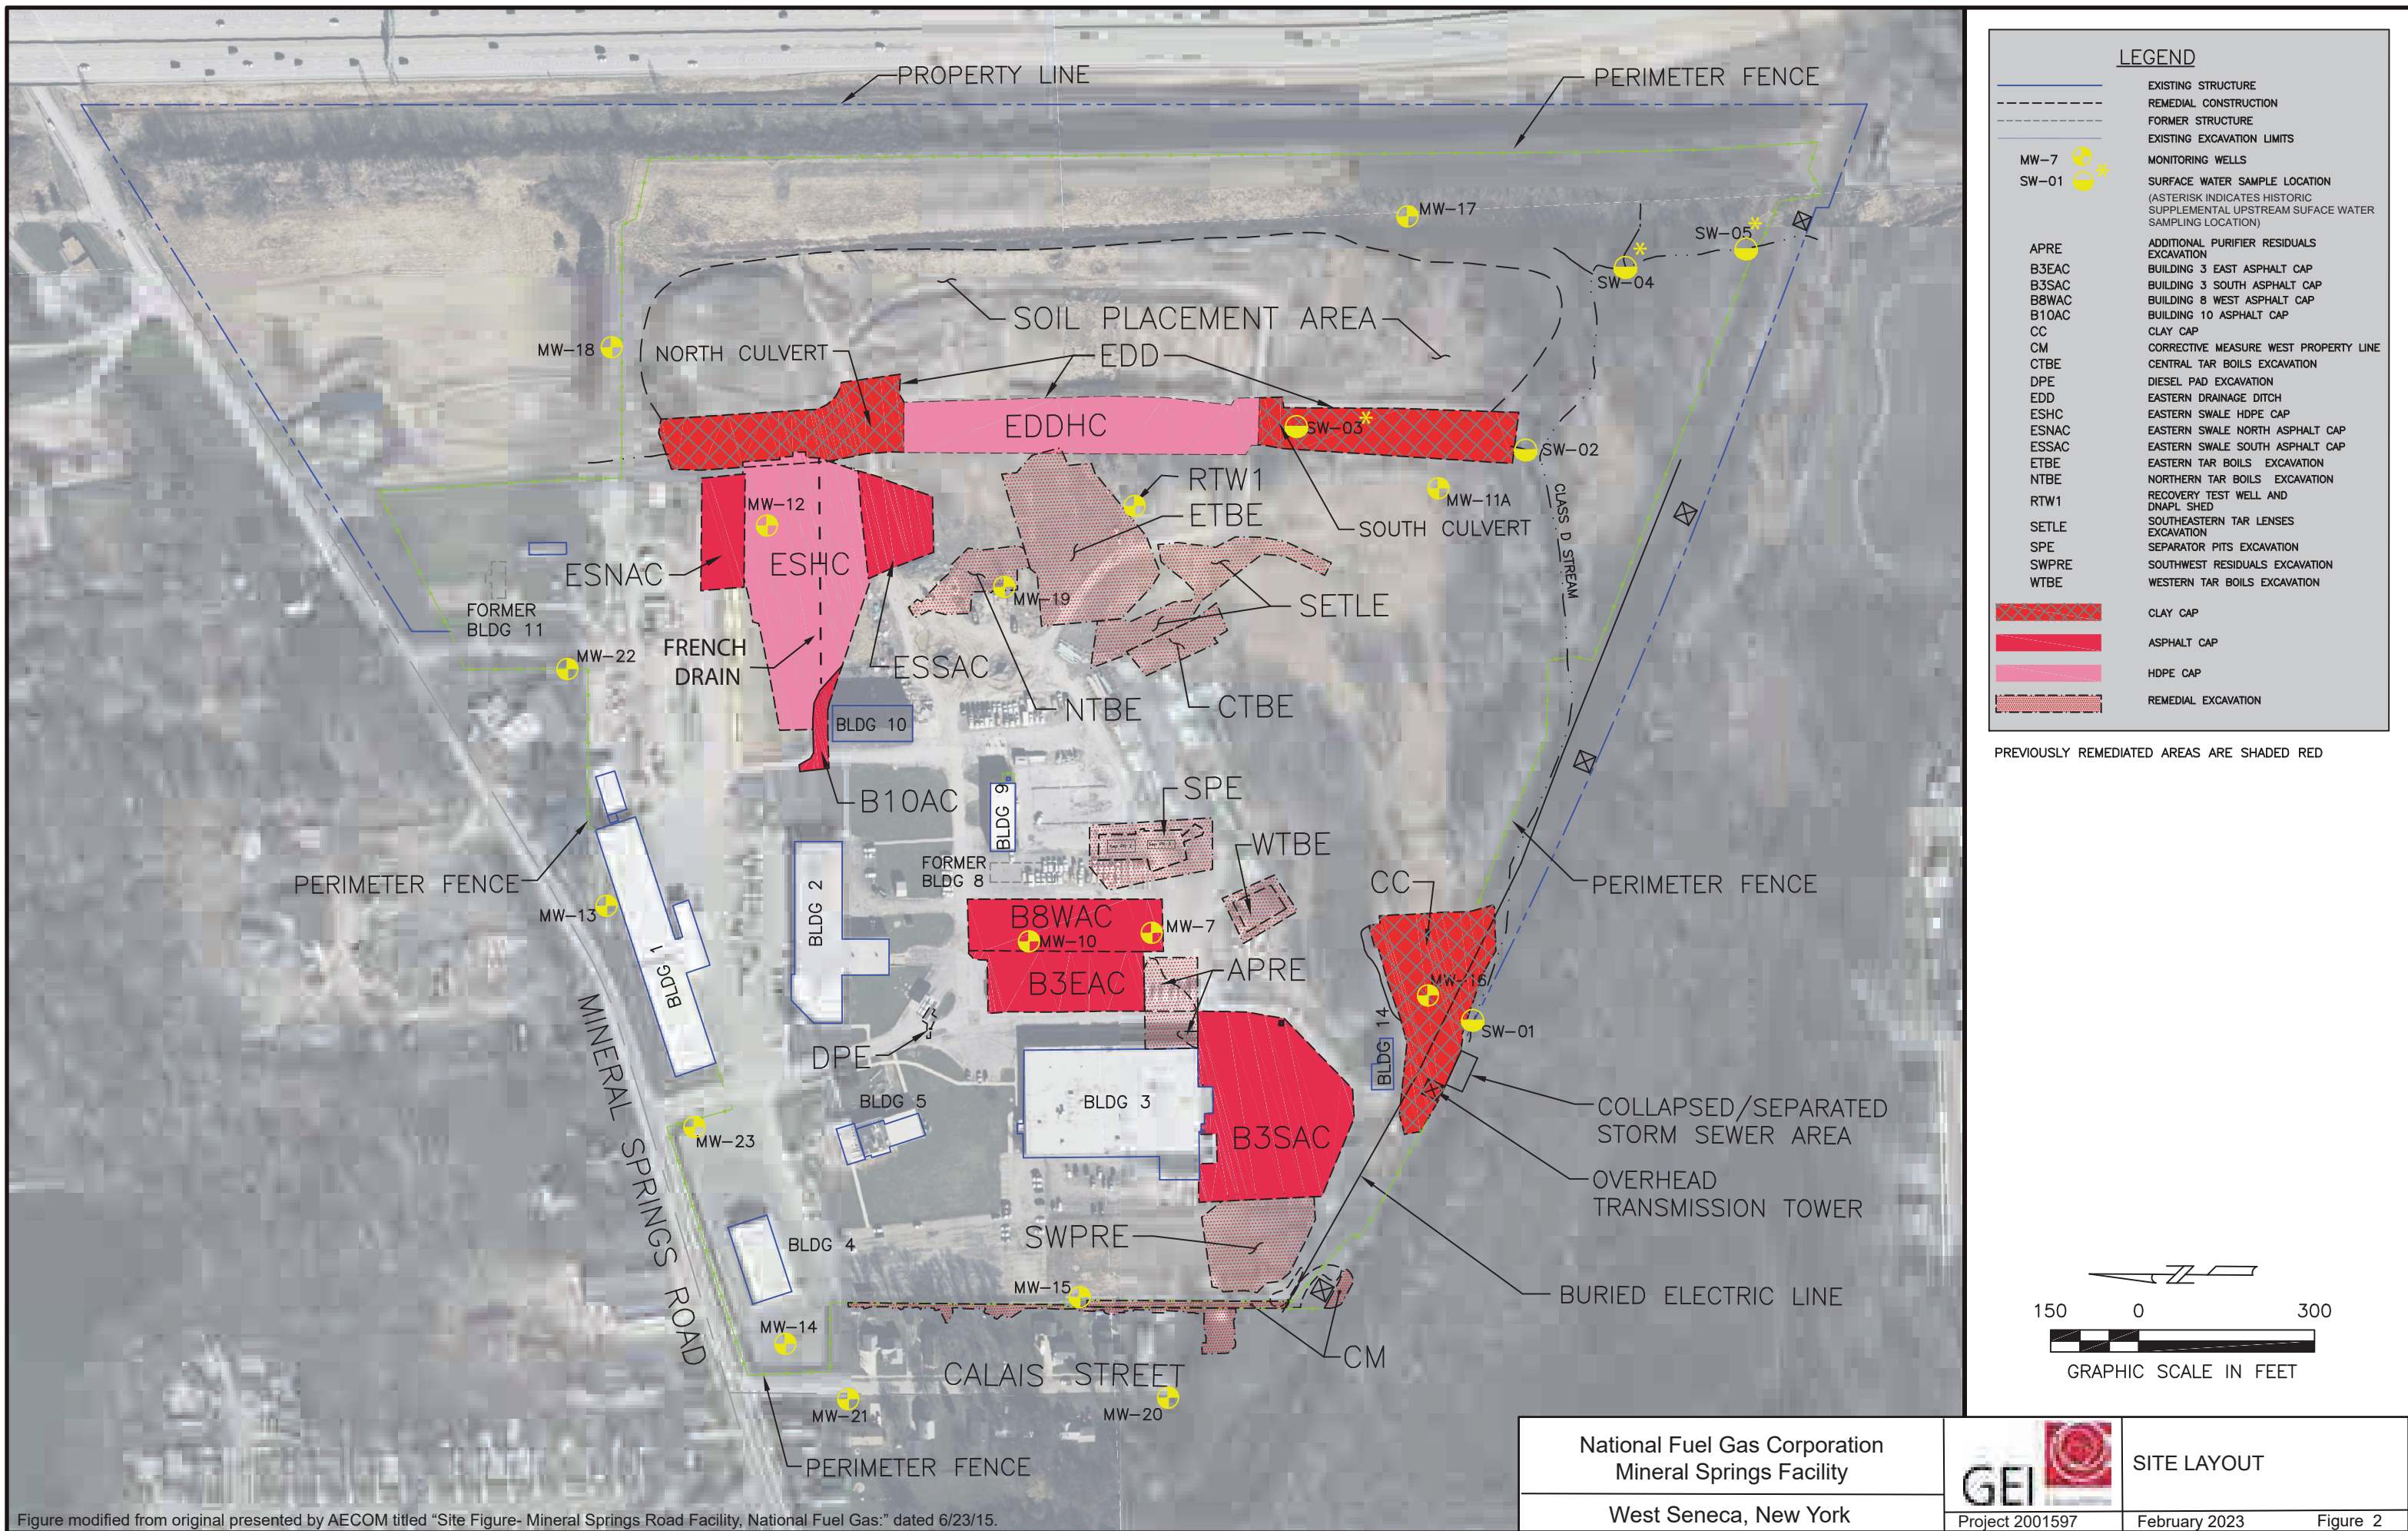 PROPERTY LINE
PERIMETER FENCE
MW-17
SW-05*
SW-04*
SOIL PLACEMENT AREA
MW-18
NORTH CULVERT
EDD
EDDHC
SW-03*
SW-02
RTW1
MW-11A
MW-12
ETBE
SOUTH CULVERT
CLASS D STREAM
ESNAC
ESHC
MW-19
SETLE
FORMER
BLDG 11
FRENCH
DRAIN
MW-22
ESSAC
NTBE
CTBE
BLDG 10
B10AC
BLDG 9
SPE
FORMER
BLDG 8
WTBE
PERIMETER FENCE
BLDG 2
CC
PERIMETER FENCE
MW-13
B8WAC
MW-10
MW-7
BLDG 1
B3EAC
APRE
MW-16
SW-01
DPE
BLDG 14
MINERAL SPRINGS ROAD
BLDG 5
BLDG 3
COLLAPSED/SEPARATED
STORM SEWER AREA
MW-23
B3SAC
OVERHEAD
TRANSMISSION TOWER
BLDG 4
SWPRE
MW-15
BURIED ELECTRIC LINE
MW-14
CM
CALAIS STREET
MW-21
MW-20
PERIMETER FENCE
Figure modified from original presented by AECOM titled “Site Figure- Mineral Springs Road Facility, National Fuel Gas:” dated 6/23/15.
LEGEND
EXISTING STRUCTURE
REMEDIAL CONSTRUCTION
FORMER STRUCTURE
EXISTING EXCAVATION LIMITS
MW-7 MONITORING WELLS
SW-01 * SURFACE WATER SAMPLE LOCATION
(ASTERISK INDICATES HISTORIC
SUPPLEMENTAL UPSTREAM SUFACE WATER
SAMPLING LOCATION)
APRE ADDITIONAL PURIFIER RESIDUALS
EXCAVATION
B3EAC BUILDING 3 EAST ASPHALT CAP
B3SAC BUILDING 3 SOUTH ASPHALT CAP
B8WAC BUILDING 8 WEST ASPHALT CAP
B10AC BUILDING 10 ASPHALT CAP
CC CLAY CAP
CM CORRECTIVE MEASURE WEST PROPERTY LINE
CTBE CENTRAL TAR BOILS EXCAVATION
DPE DIESEL PAD EXCAVATION
EDD EASTERN DRAINAGE DITCH
ESHC EASTERN SWALE HDPE CAP
ESNAC EASTERN SWALE NORTH ASPHALT CAP
ESSAC EASTERN SWALE SOUTH ASPHALT CAP
ETBE EASTERN TAR BOILS EXCAVATION
NTBE NORTHERN TAR BOILS EXCAVATION
RTW1 RECOVERY TEST WELL AND
DNAPL SHED
SETLE SOUTHEASTERN TAR LENSES
EXCAVATION
SPE SEPARATOR PITS EXCAVATION
SWPRE SOUTHWEST RESIDUALS EXCAVATION
WTBE WESTERN TAR BOILS EXCAVATION
CLAY CAP
ASPHALT CAP
HDPE CAP
REMEDIAL EXCAVATION
PREVIOUSLY REMEDIATED AREAS ARE SHADED RED
150 0 300
GRAPHIC SCALE IN FEET
National Fuel Gas Corporation
Mineral Springs Facility
West Seneca, New York
GEI
Project 2001597
SITE LAYOUT
February 2023 Figure 2